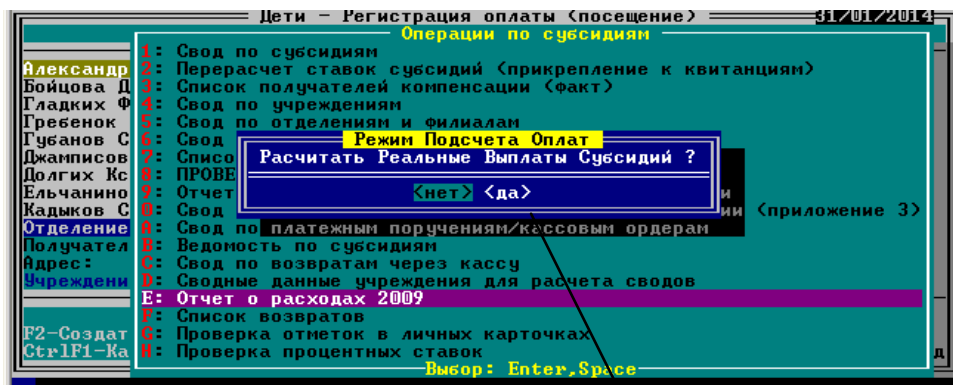 Дети – Регистрация оплаты (посещение) 31/01/2014
Операции по субсидиям
1: Свод по субсидиям
Александр 2: Перерасчет ставок субсидий (прикрепление к квитанциям)
Бойцова Д 3: Список получателей компенсации (факт)
Гладких Ф 4: Свод по учреждениям
Гребенок 5: Свод по отделениям и филиалам
Губанов С 6: Свод Режим Подсчета Оплат
Джамписов 7: Списо Расчитать Реальные Выплаты Субсидий ?
Долгих Кс 8: ПРОВЕ
Ельчанино 9: Отчет <нет> <да> и
Кадыков С 0: Свод ии (приложение 3)
Отделение A: Свод по платежным поручениям/кассовым ордерам
Получател B: Ведомость по субсидиям
Адрес: C: Свод по возвратам через кассу
Учреждени D: Сводные данные учреждения для расчета сводов
E: Отчет о расходах 2009
F: Список возвратов
F2-Создат G: Проверка отметок в личных карточках
CtrlF1-Ка H: Проверка процентных ставок д
Выбор: Enter,Space